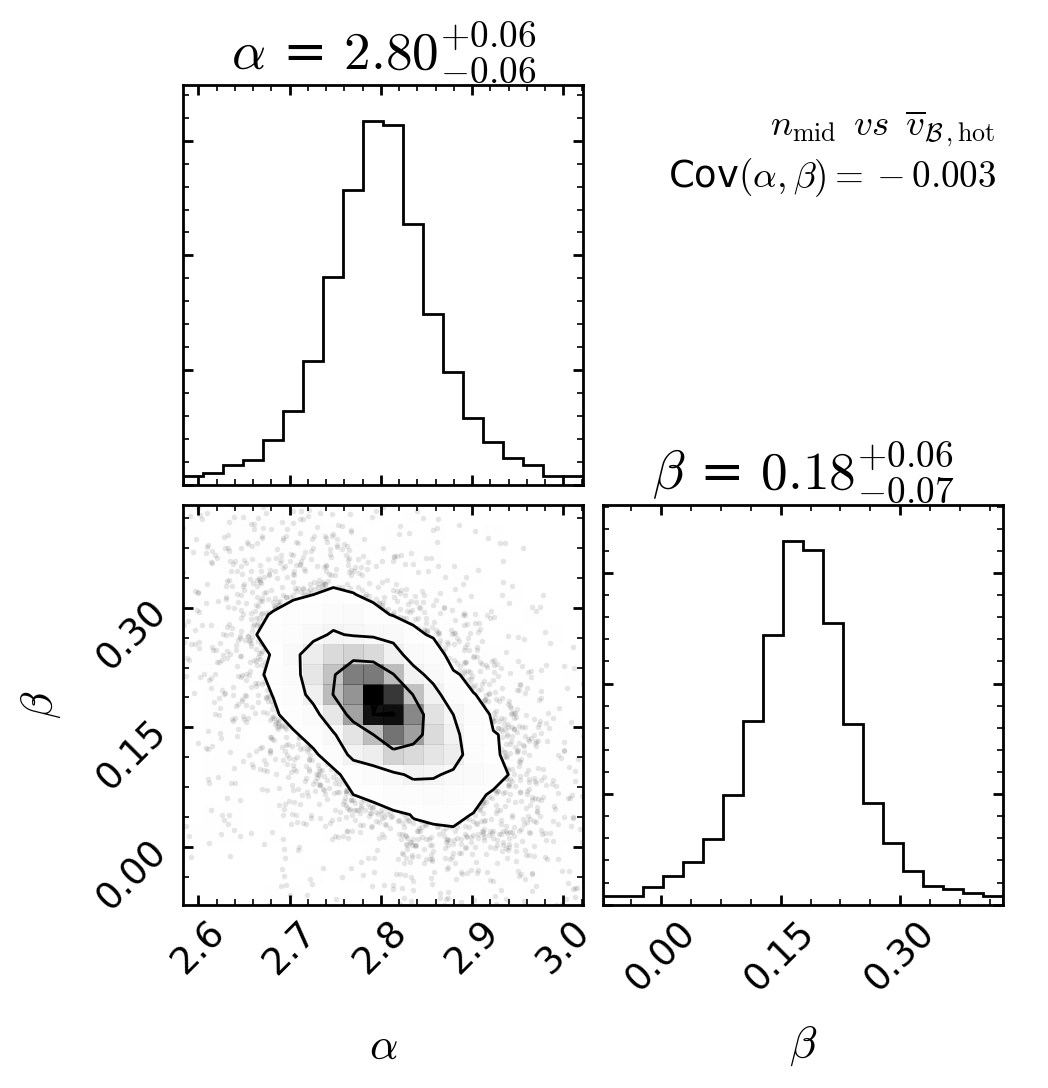 α = 2.80 +0.06 −0.06
n_mid vs v̅_ℬ, hot
Cov(α, β) = − 0.003
β = 0.18 +0.06 −0.07
β
0.30
0.15
0.00
2.6 2.7 2.8 2.9 3.0
0.00 0.15 0.30
α
β